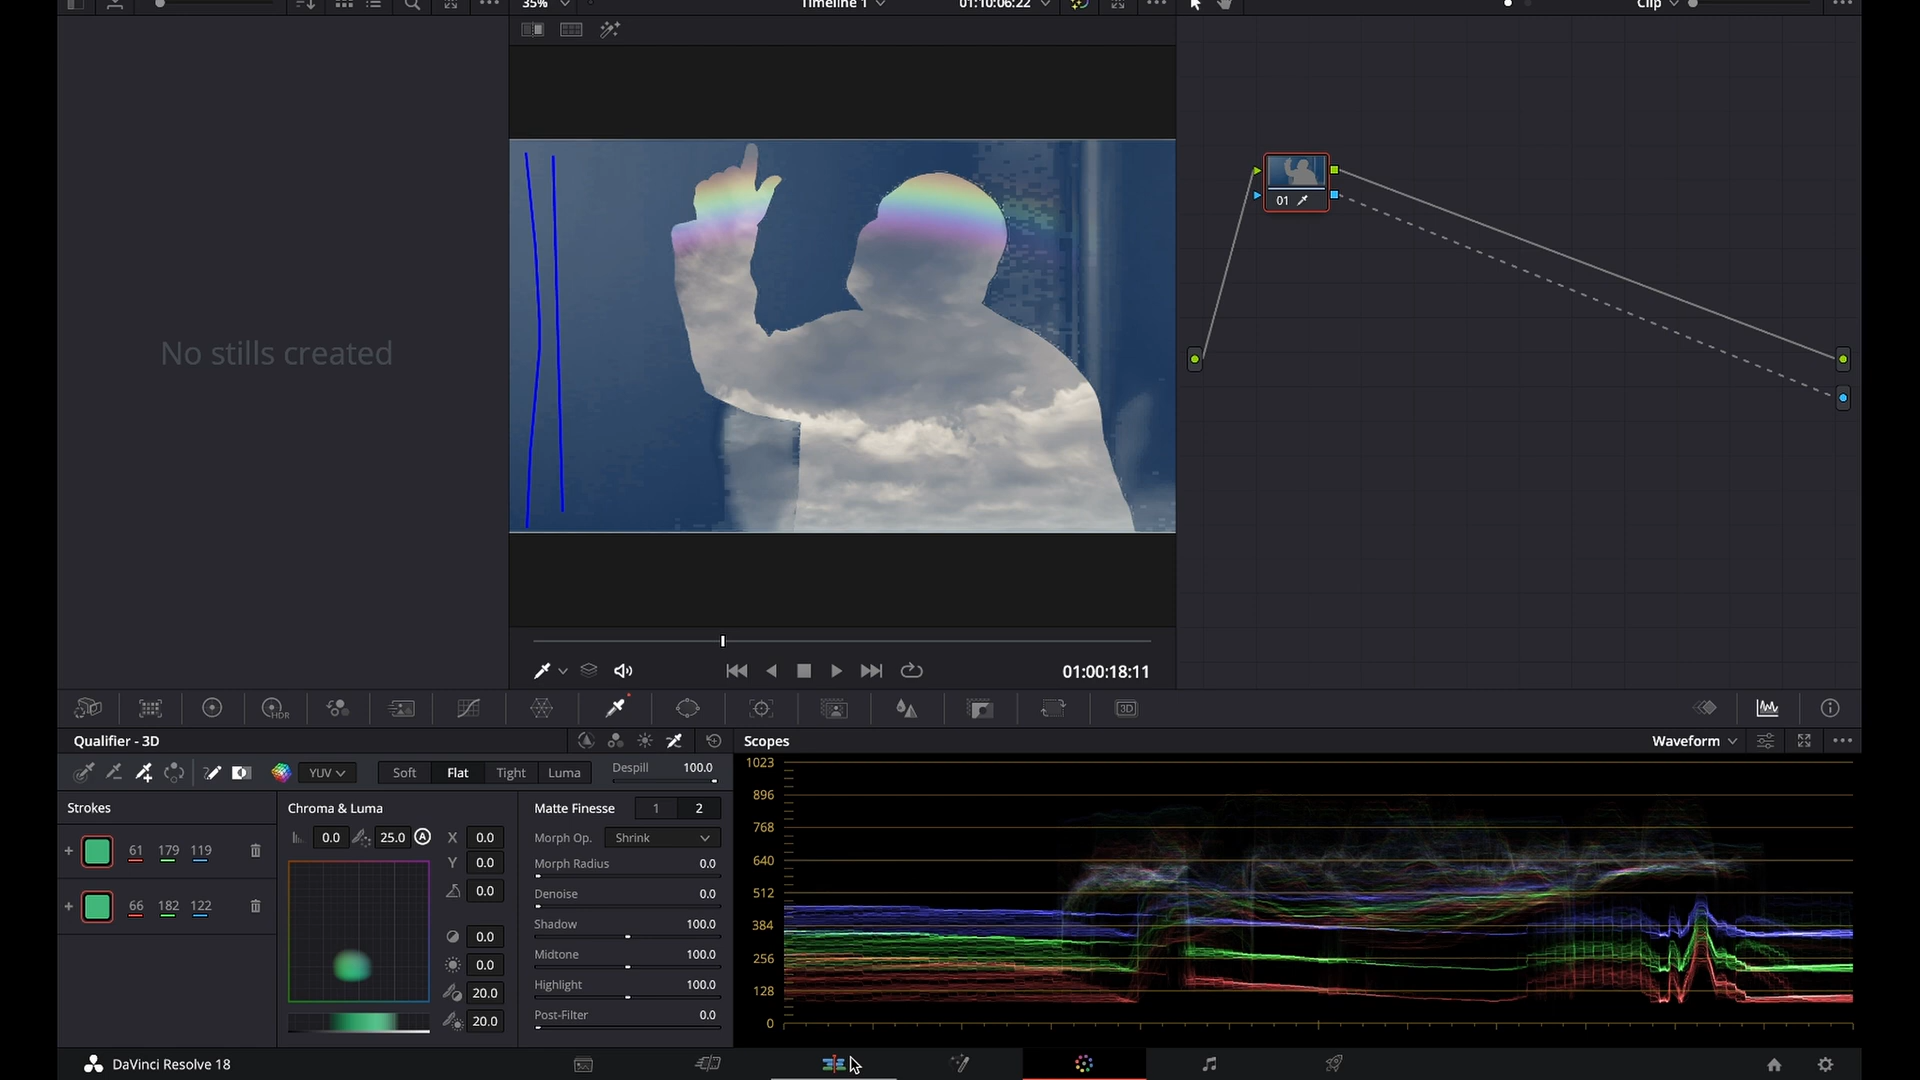 35%
Timeline 1
01:10:06:22
Clip
No stills created
01
01:00:18:11
HDR
3D
Qualifier - 3D
Scopes
Waveform
YUV
Soft
Flat
Tight
Luma
Despill
100.0
Strokes
Chroma & Luma
Matte Finesse
1
2
0.0
25.0
A
X
0.0
Morph Op.
Shrink
61
179
119
Y
0.0
Morph Radius
0.0
0.0
Denoise
0.0
66
182
122
Shadow
100.0
0.0
Midtone
100.0
0.0
Highlight
100.0
20.0
Post-Filter
0.0
20.0
1023
896
768
640
512
384
256
128
0
DaVinci Resolve 18